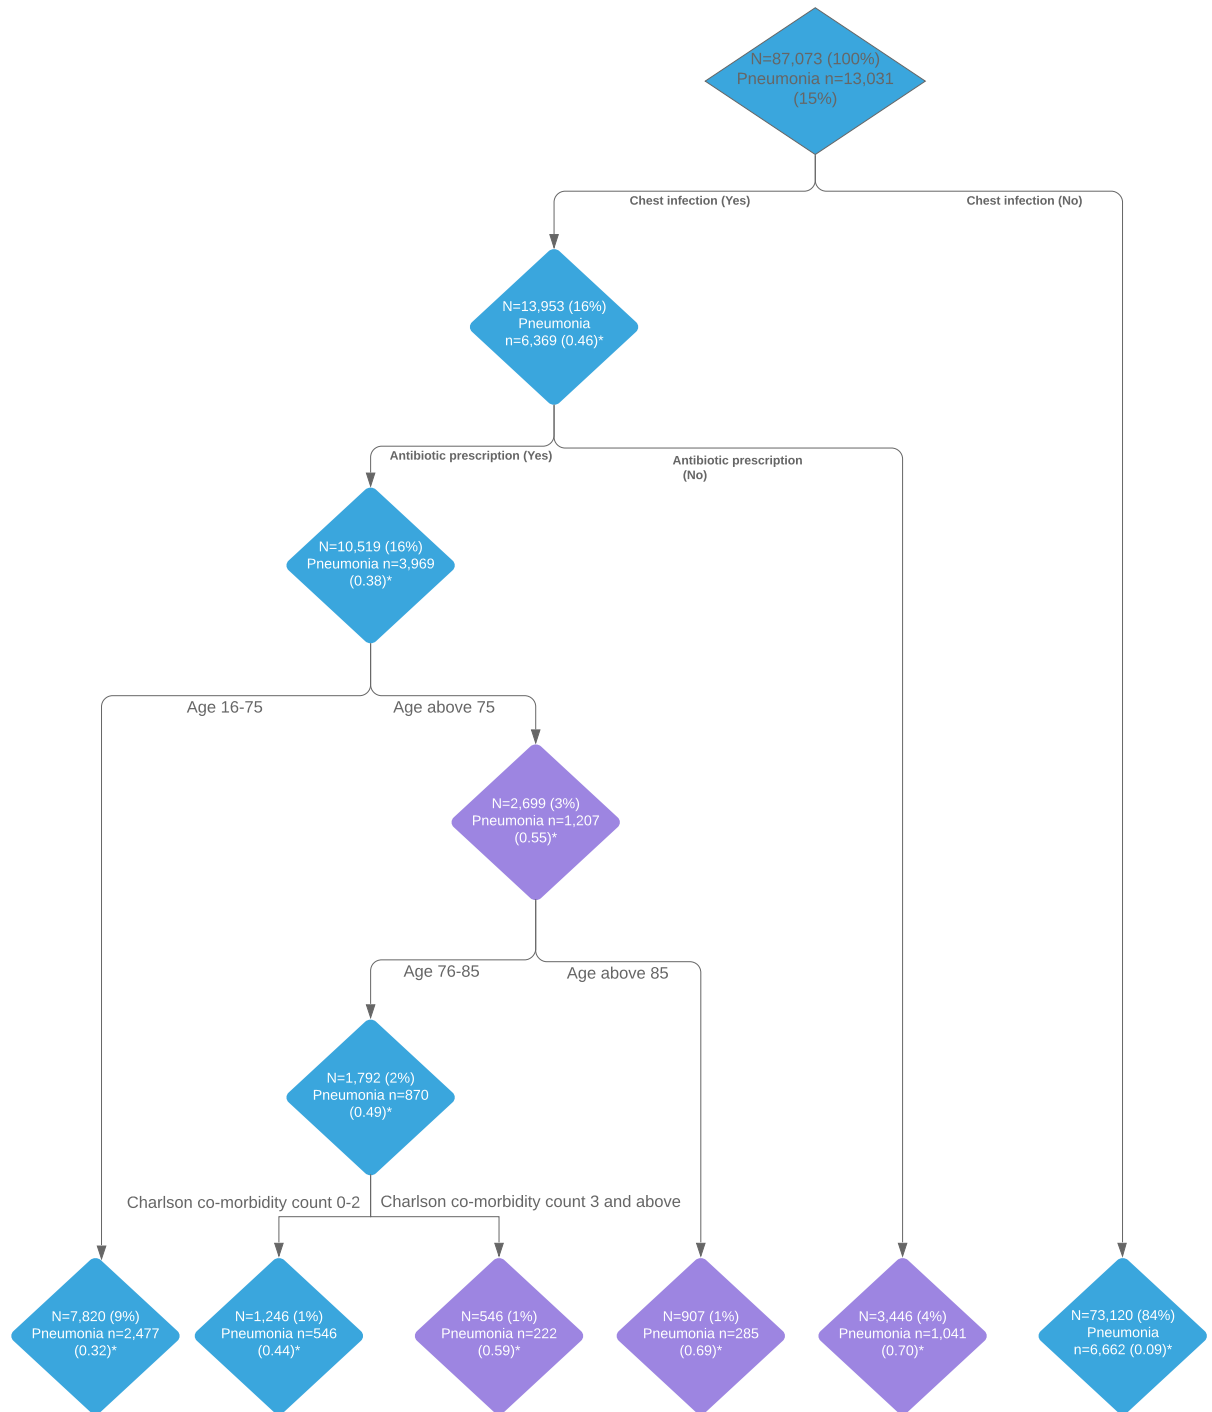 N=87,073 (100%)
Pneumonia n=13,031
(15%)
Chest infection (Yes)
Chest infection (No)
N=13,953 (16%)
Pneumonia
n=6,369 (0.46)*
Antibiotic prescription (Yes)
Antibiotic prescription
(No)
N=10,519 (16%)
Pneumonia n=3,969
(0.38)*
Age 16-75
Age above 75
N=2,699 (3%)
Pneumonia n=1,207
(0.55)*
Age 76-85
Age above 85
N=1,792 (2%)
Pneumonia n=870
(0.49)*
Charlson co-morbidity count 0-2
Charlson co-morbidity count 3 and above
N=7,820 (9%)
Pneumonia n=2,477
(0.32)*
N=1,246 (1%)
Pneumonia n=546
(0.44)*
N=546 (1%)
Pneumonia n=222
(0.59)*
N=907 (1%)
Pneumonia n=285
(0.69)*
N=3,446 (4%)
Pneumonia n=1,041
(0.70)*
N=73,120 (84%)
Pneumonia
n=6,662 (0.09)*